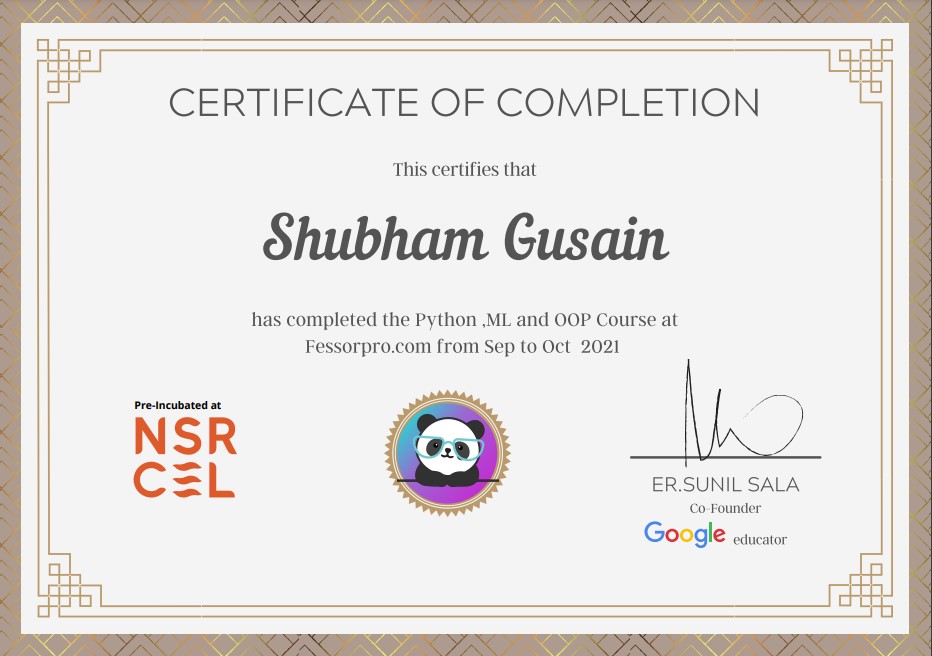 CERTIFICATE OF COMPLETION
This certifies that
Shubham Gusain
has completed the Python ,ML and OOP Course at
Fessorpro.com from Sep to Oct 2021
Pre-Incubated at
NSR
CEL
ER.SUNIL SALA
Co-Founder
Google educator